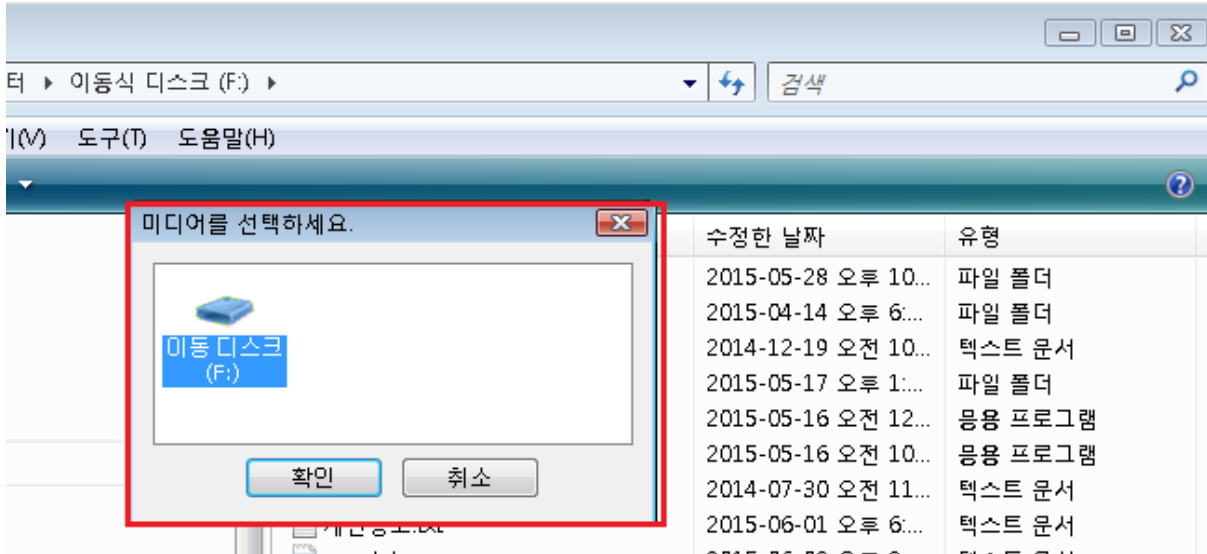 터 ▸ 이동식 디스크 (F:) ▸
검색
기(V) 도구(T) 도움말(H)
미디어를 선택하세요.
이동 디스크
(F:)
확인 취소
수정한 날짜 유형
2015-05-28 오후 10... 파일 폴더
2015-04-14 오후 6:... 파일 폴더
2014-12-19 오전 10... 텍스트 문서
2015-05-17 오후 1:... 파일 폴더
2015-05-16 오전 12... 응용 프로그램
2015-05-16 오전 10... 응용 프로그램
2014-07-30 오전 11... 텍스트 문서
2015-06-01 오후 6:... 텍스트 문서